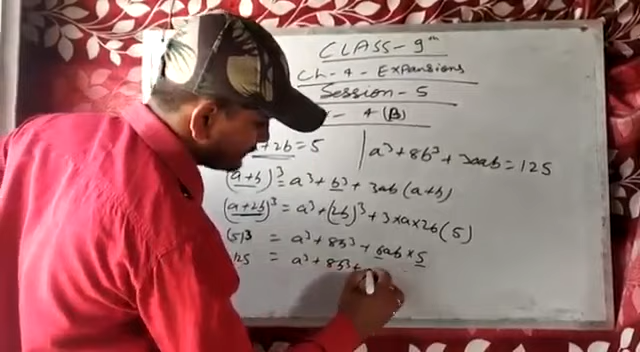 CLASS - 9th
Ch - 4 - Expansions
Session - 5
4 (B)
a+2b = 5
a³ + 8b³ + 30ab = 125
(a+b)³ = a³ + b³ + 3ab (a+b)
(a+2b)³ = a³ + (2b)³ + 3×a×2b (5)
(5)³ = a³ + 8b³ + 6ab × 5
125 = a³ + 8b³ +